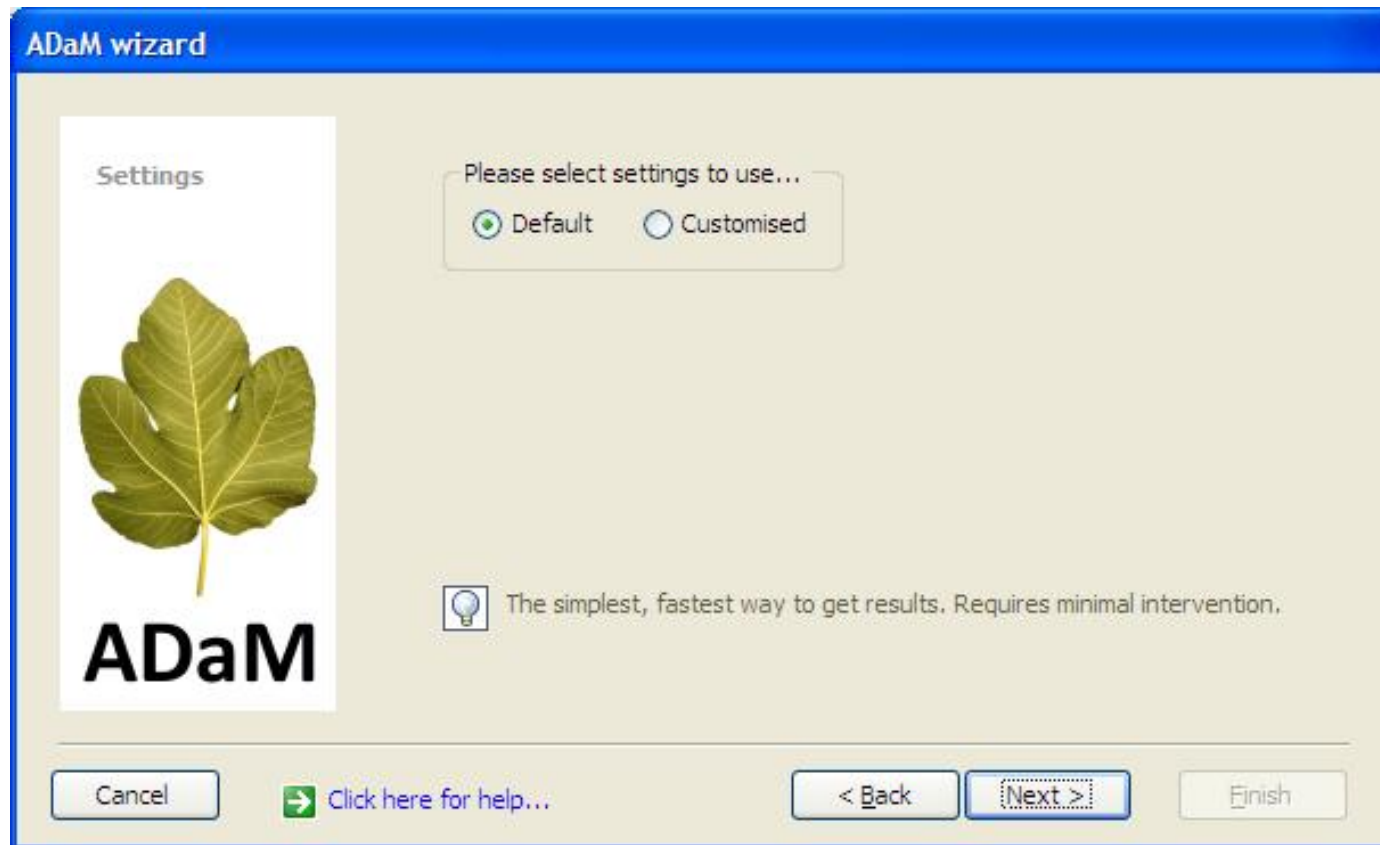 ADaM wizard
Settings
Please select settings to use...
Default Customised
The simplest, fastest way to get results. Requires minimal intervention.
ADaM
Cancel Click here for help... < Back Next > Finish